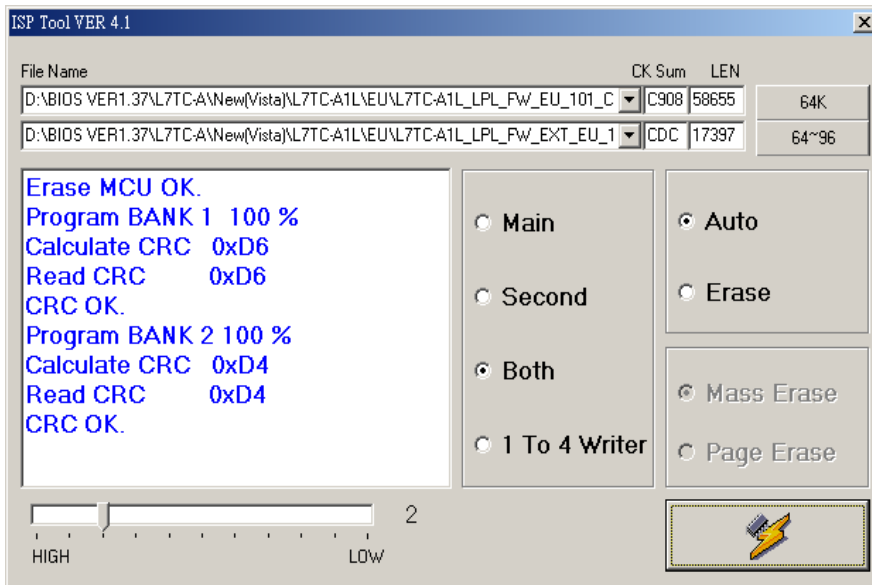 ISP Tool VER 4.1
File Name CK Sum LEN
D:\BIOS VER1.37\L7TC-A\New(Vista)\L7TC-A1L\EU\L7TC-A1L_LPL_FW_EU_101_C C908 58655 64K
D:\BIOS VER1.37\L7TC-A\New(Vista)\L7TC-A1L\EU\L7TC-A1L_LPL_FW_EXT_EU_1 CDC 17397 64~96
Erase MCU OK.
Program BANK 1 100 %
Calculate CRC 0xD6
Read CRC 0xD6
CRC OK.
Program BANK 2 100 %
Calculate CRC 0xD4
Read CRC 0xD4
CRC OK.
Main
Second
Both
1 To 4 Writer
Auto
Erase
Mass Erase
Page Erase
2
HIGH LOW